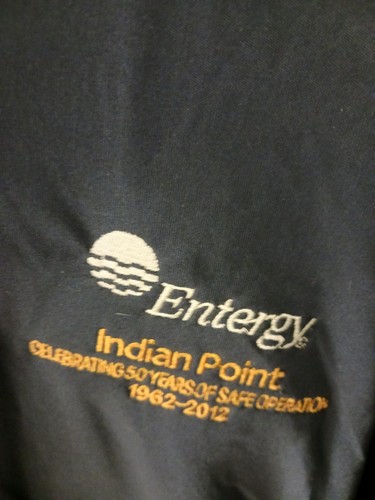 Entergy
Indian Point
CELEBRATING 50 YEARS OF SAFE OPERATION
1962-2012